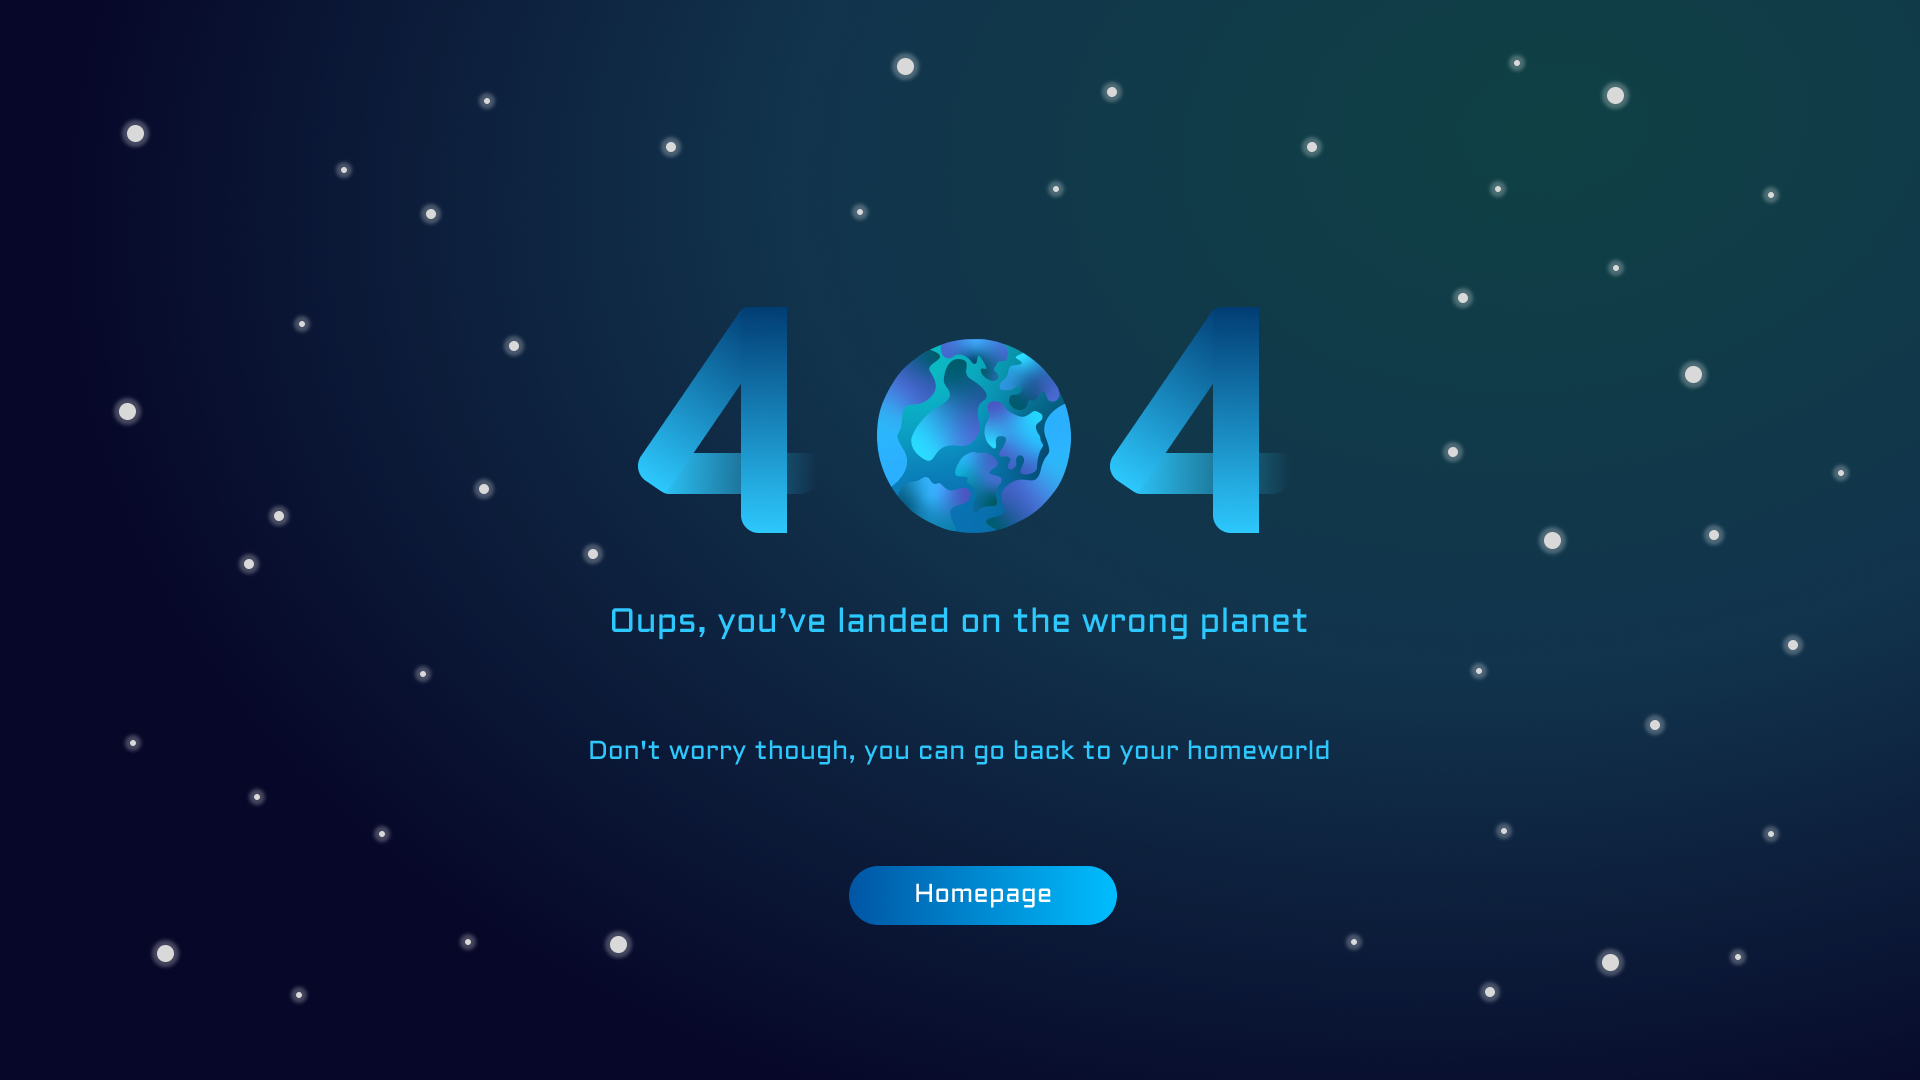 404
Oups, you’ve landed on the wrong planet
Don't worry though, you can go back to your homeworld
Homepage